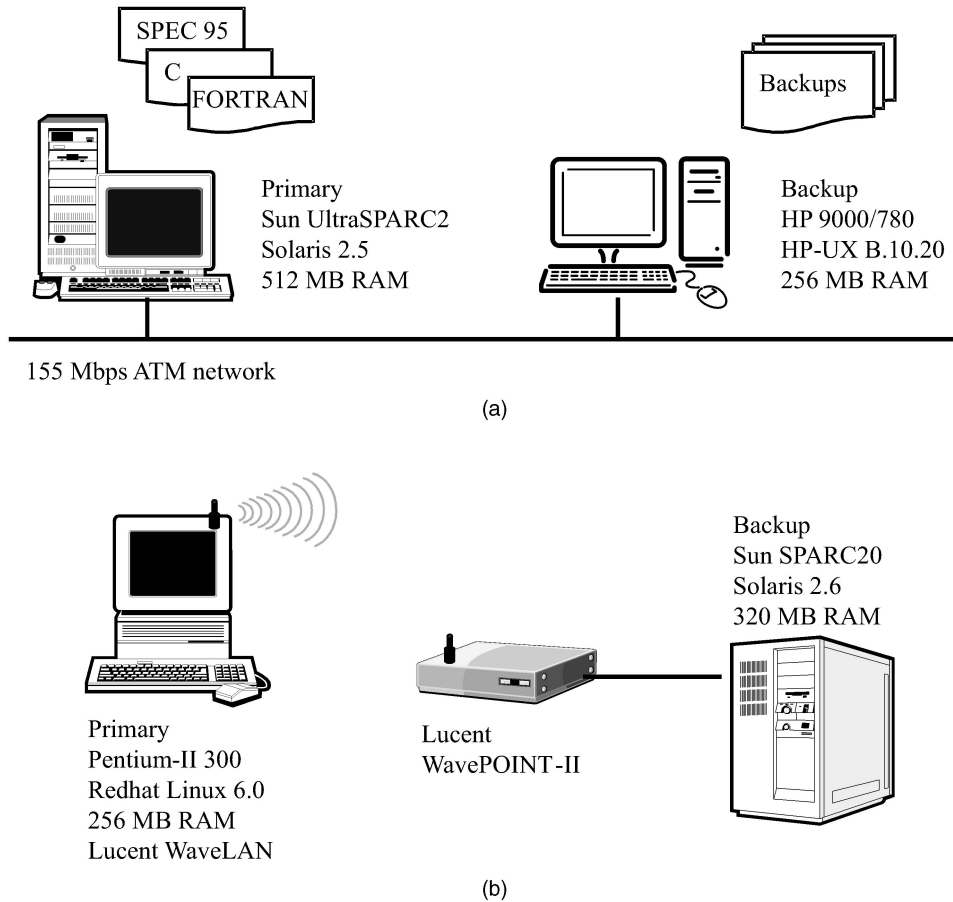 SPEC 95
C
FORTRAN
Backups
Primary
Sun UltraSPARC2
Solaris 2.5
512 MB RAM
Backup
HP 9000/780
HP-UX B.10.20
256 MB RAM
155 Mbps ATM network
(a)
Backup
Sun SPARC20
Solaris 2.6
320 MB RAM
Primary
Pentium-II 300
Redhat Linux 6.0
256 MB RAM
Lucent WaveLAN
Lucent
WavePOINT-II
(b)